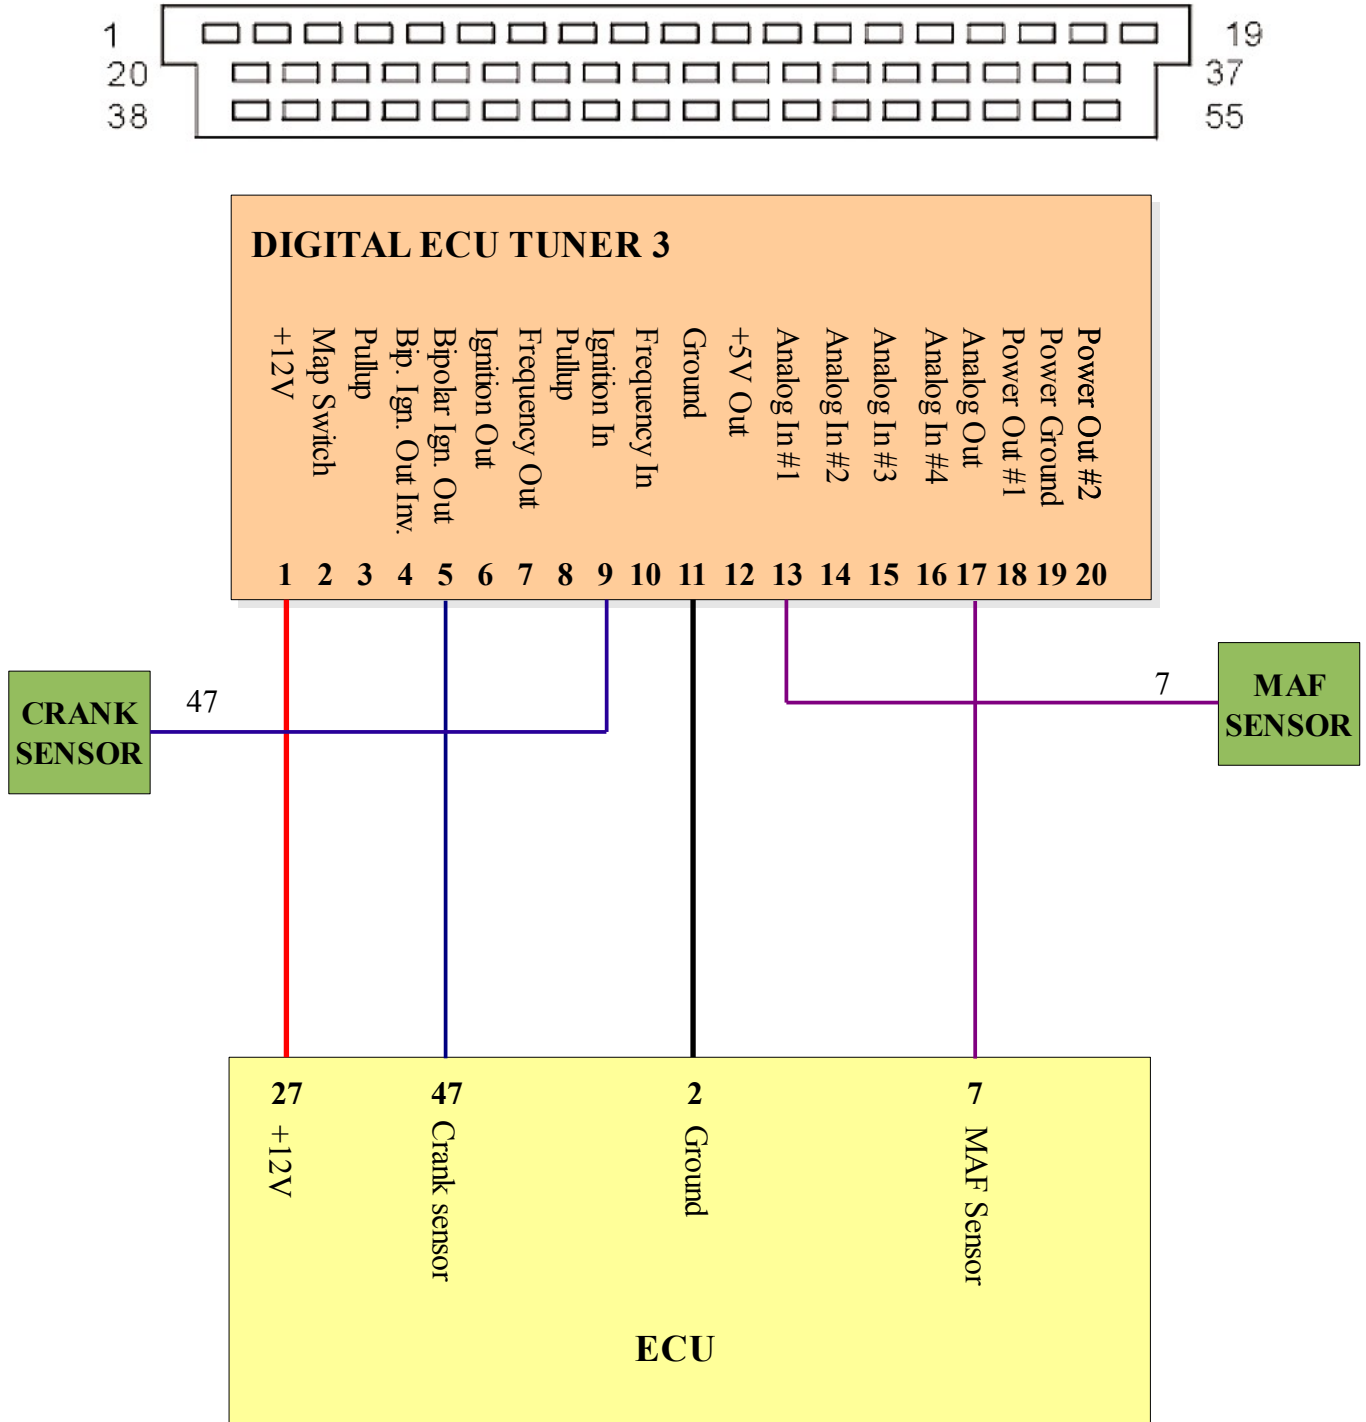 1
19
20
37
38
55
DIGITAL ECU TUNER 3
+12V
Map Switch
Pullup
Bip. Ign. Out Inv.
Bipolar Ign. Out
Ignition Out
Frequency Out
Pullup
Ignition In
Frequency In
Ground
+5V Out
Analog In #1
Analog In #2
Analog In #3
Analog In #4
Analog Out
Power Out #1
Power Ground
Power Out #2
1 2 3 4 5 6 7 8 9 10 11 12 13 14 15 16 17 18 19 20
CRANK
SENSOR
47
7
MAF
SENSOR
27 47 2 7
+12V
Crank sensor
Ground
MAF Sensor
ECU